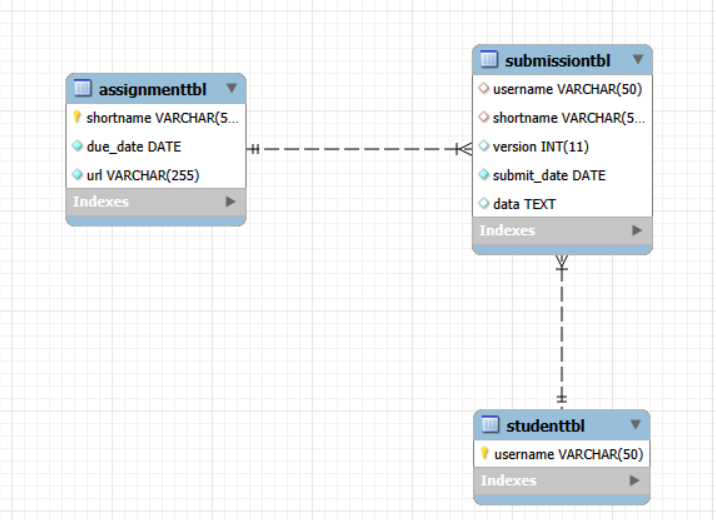 assignmenttbl
shortname VARCHAR(5...
due_date DATE
url VARCHAR(255)
Indexes
submissiontbl
username VARCHAR(50)
shortname VARCHAR(5...
version INT(11)
submit_date DATE
data TEXT
Indexes
studenttbl
username VARCHAR(50)
Indexes